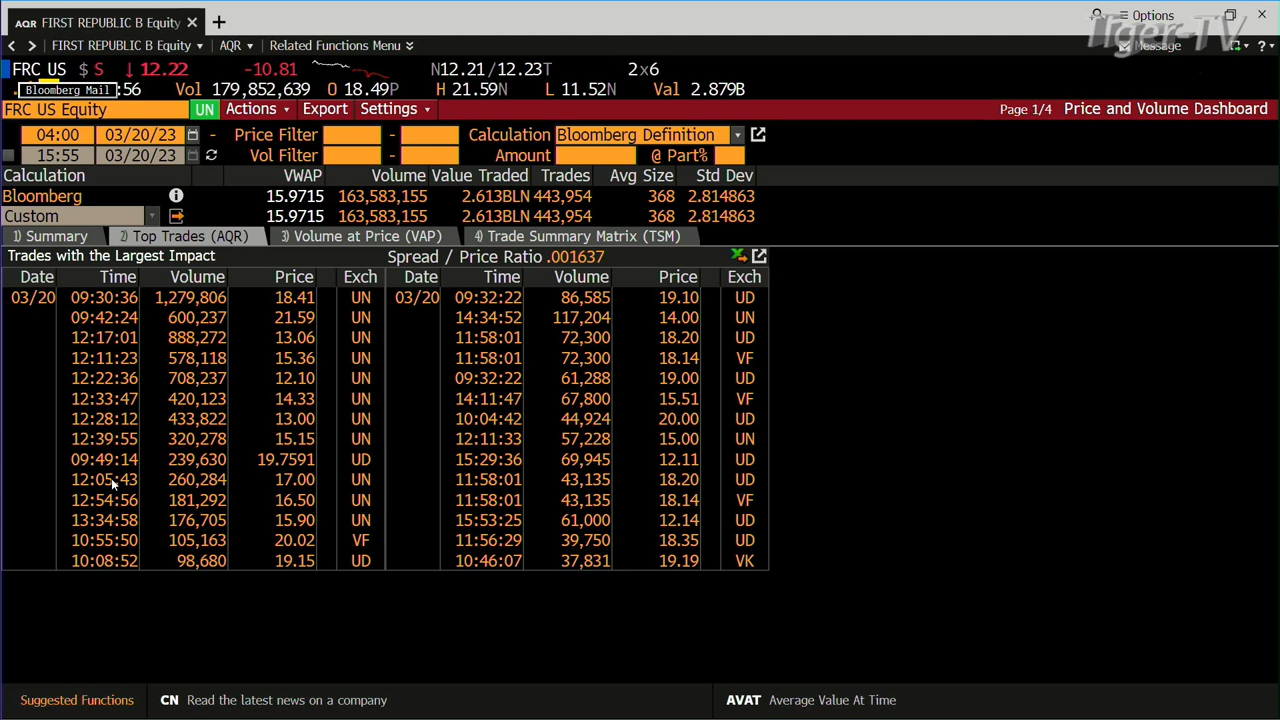 AQR FIRST REPUBLIC B Equity × +
Options
Tiger-TV
< > FIRST REPUBLIC B Equity AQR Related Functions Menu Message ?
FRC US $ S ↓ 12.22 -10.81 N12.21/12.23T 2x6
Bloomberg Mail 56 Vol 179,852,639 O 18.49P H 21.59N L 11.52N Val 2.879B
FRC US Equity UN Actions Export Settings Page 1/4 Price and Volume Dashboard
04:00 03/20/23 - Price Filter - Calculation Bloomberg Definition
15:55 03/20/23 Vol Filter - Amount @ Part%
Calculation VWAP Volume Value Traded Trades Avg Size Std Dev
Bloomberg 15.9715 163,583,155 2.613BLN 443,954 368 2.814863
Custom 15.9715 163,583,155 2.613BLN 443,954 368 2.814863
1) Summary 2) Top Trades (AQR) 3) Volume at Price (VAP) 4) Trade Summary Matrix (TSM)
Trades with the Largest Impact Spread / Price Ratio .001637
Date Time Volume Price Exch Date Time Volume Price Exch
03/20 09:30:36 1,279,806 18.41 UN 03/20 09:32:22 86,585 19.10 UD
09:42:24 600,237 21.59 UN 14:34:52 117,204 14.00 UN
12:17:01 888,272 13.06 UN 11:58:01 72,300 18.20 UD
12:11:23 578,118 15.36 UN 11:58:01 72,300 18.14 VF
12:22:36 708,237 12.10 UN 09:32:22 61,288 19.00 UD
12:33:47 420,123 14.33 UN 14:11:47 67,800 15.51 VF
12:28:12 433,822 13.00 UN 10:04:42 44,924 20.00 UD
12:39:55 320,278 15.15 UN 12:11:33 57,228 15.00 UN
09:49:14 239,630 19.7591 UD 15:29:36 69,945 12.11 UD
12:05:43 260,284 17.00 UN 11:58:01 43,135 18.20 UD
12:54:56 181,292 16.50 UN 11:58:01 43,135 18.14 VF
13:34:58 176,705 15.90 UN 15:53:25 61,000 12.14 UD
10:55:50 105,163 20.02 VF 11:56:29 39,750 18.35 UD
10:08:52 98,680 19.15 UD 10:46:07 37,831 19.19 VK
Suggested Functions CN Read the latest news on a company AVAT Average Value At Time